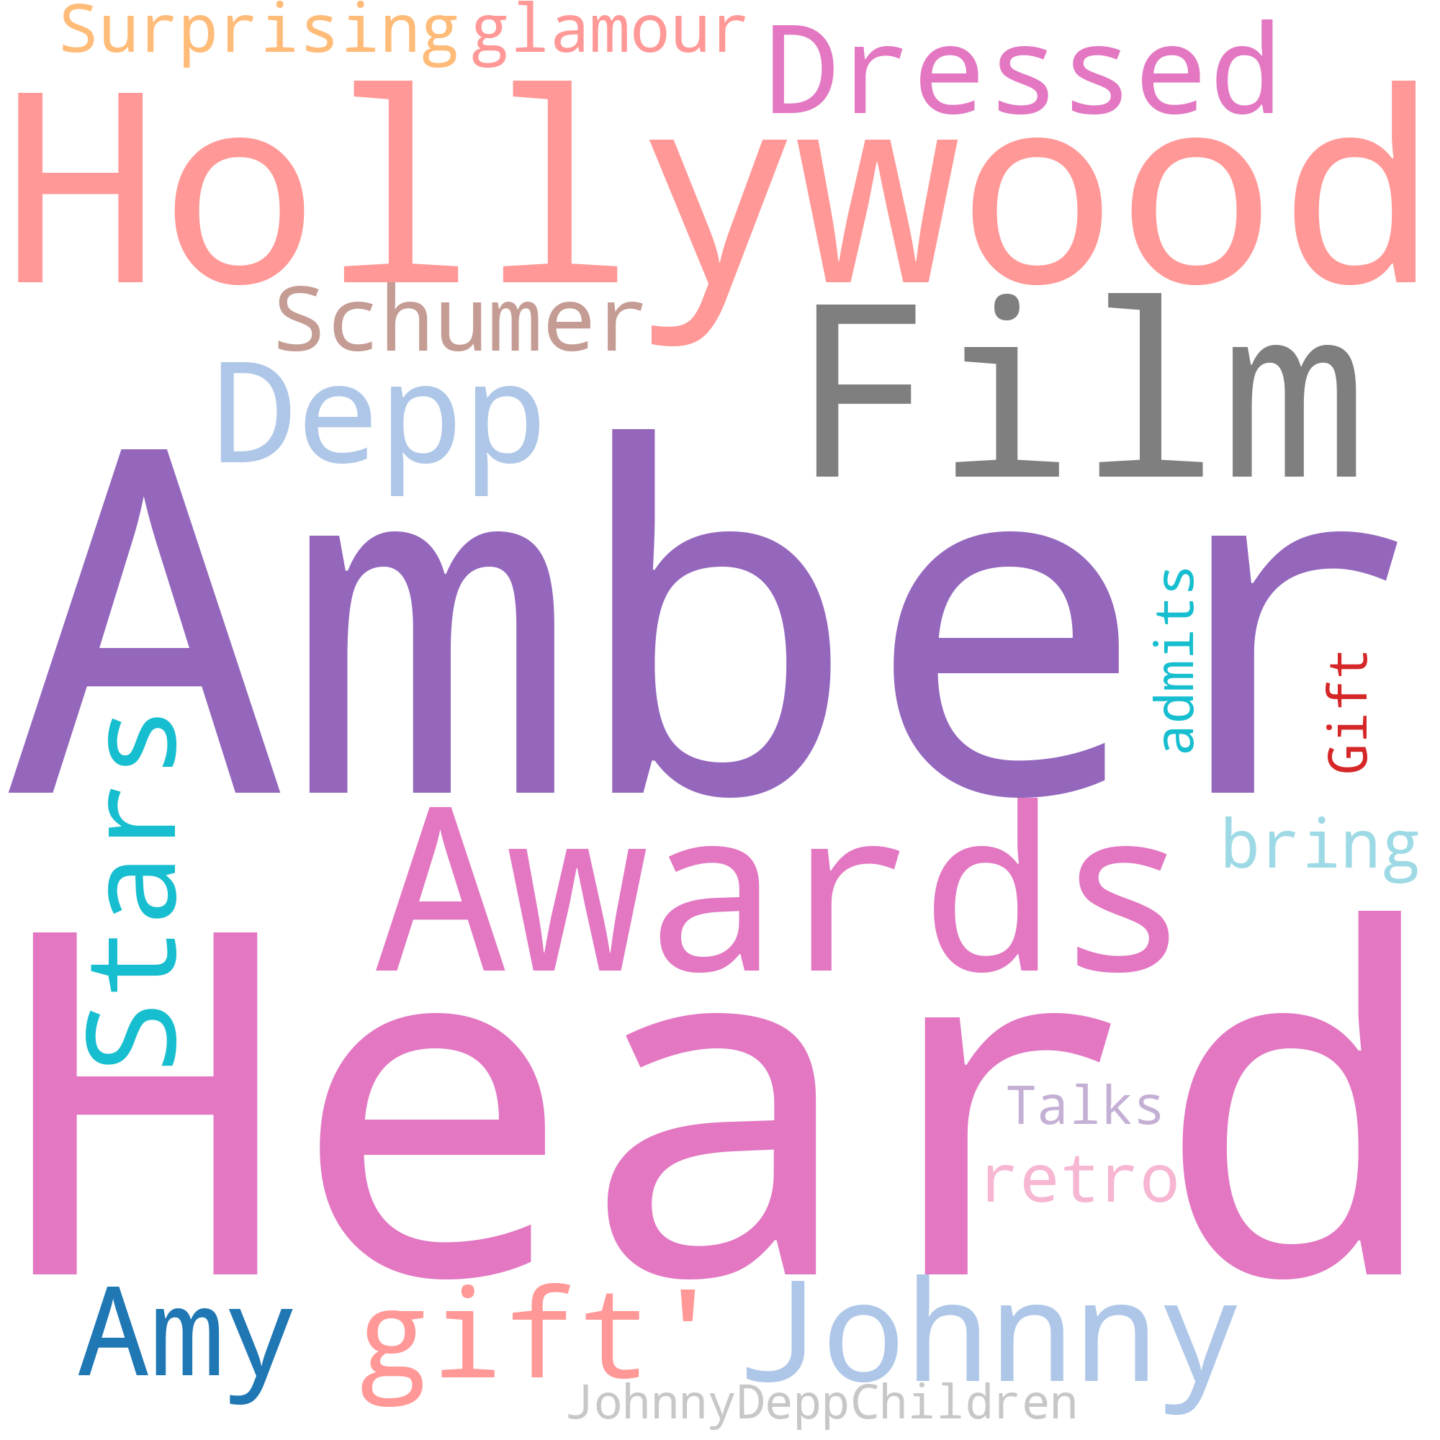 Surprising glamour
Dressed
Hollywood
Schumer
Film
Depp
Amber
admits
Gift
Stars
Awards
bring
Heard
Talks
retro
Amy gift' Johnny
JohnnyDeppChildren